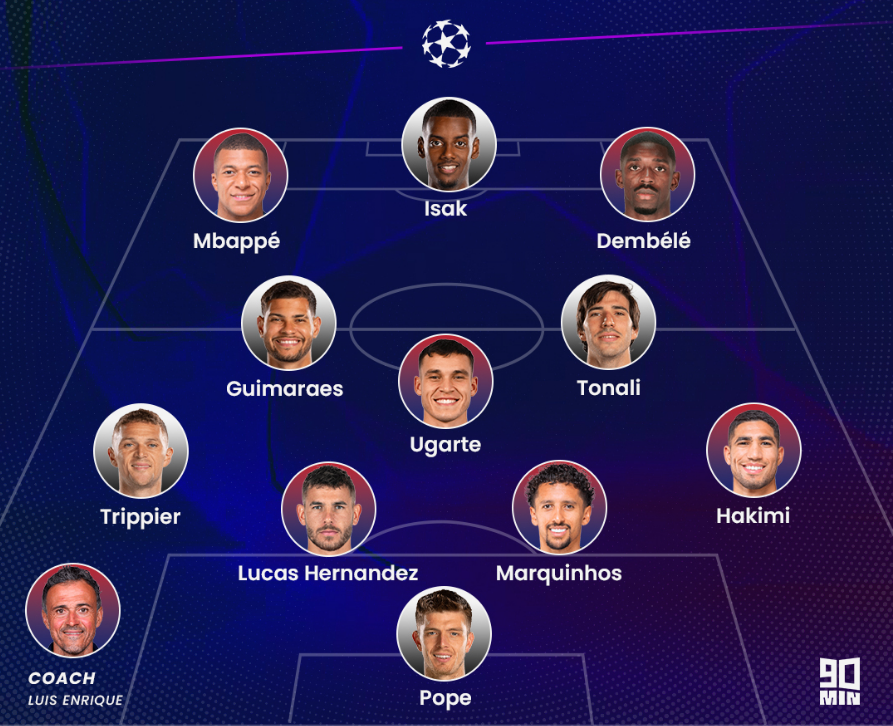 Isak
Mbappé
Dembélé
Guimaraes
Tonali
Ugarte
Trippier
Hakimi
Lucas Hernandez
Marquinhos
COACH
LUIS ENRIQUE
Pope
90
MIN